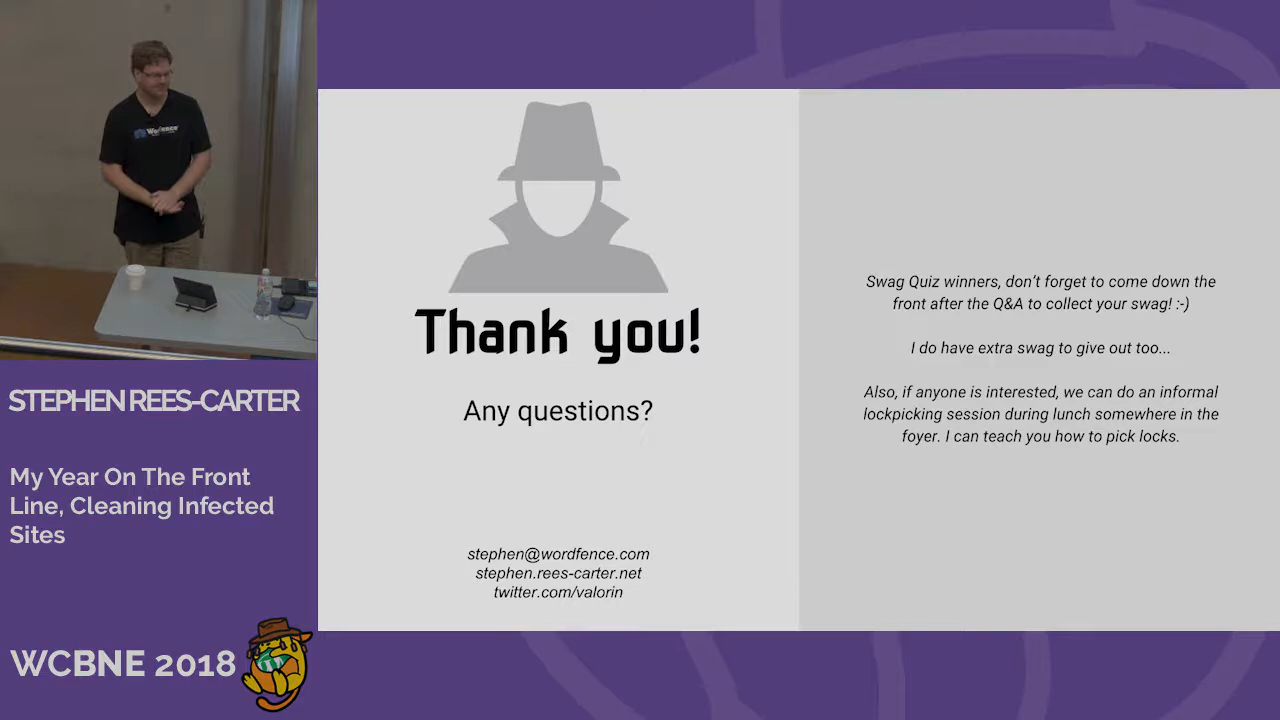 Wordfence
STEPHEN REES-CARTER
My Year On The Front
Line, Cleaning Infected
Sites
WCBNE 2018
Thank you!
Any questions?
stephen@wordfence.com
stephen.rees-carter.net
twitter.com/valorin
Swag Quiz winners, don't forget to come down the
front after the Q&A to collect your swag! :-)
I do have extra swag to give out too...
Also, if anyone is interested, we can do an informal
lockpicking session during lunch somewhere in the
foyer. I can teach you how to pick locks.